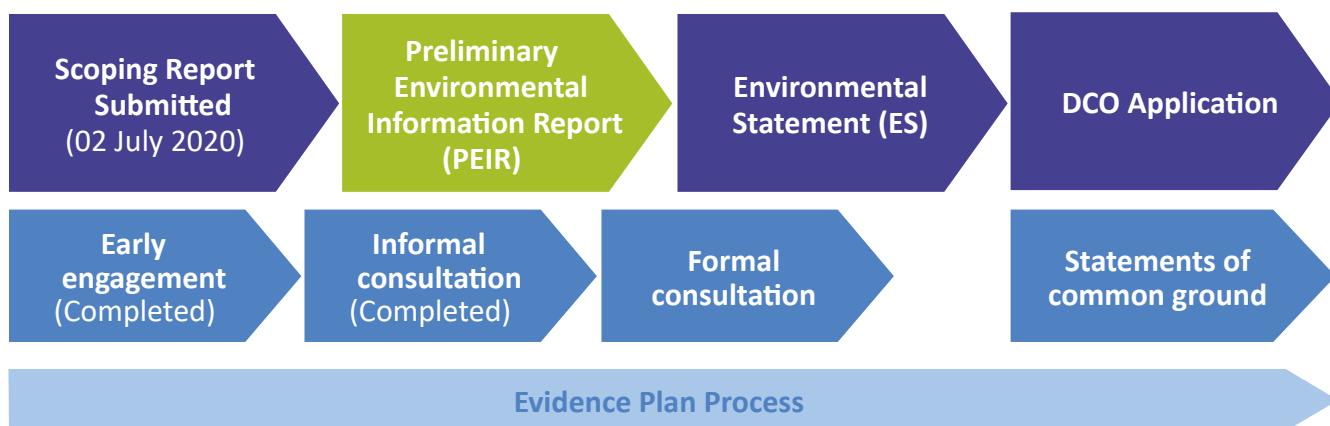 Scoping Report
Submitted
(02 July 2020)
Preliminary
Environmental
Information Report
(PEIR)
Environmental
Statement (ES)
DCO Application
Early
engagement
(Completed)
Informal
consultation
(Completed)
Formal
consultation
Statements of
common ground
Evidence Plan Process